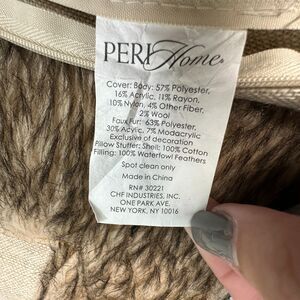 PERI Home®
Cover: Body: 57% Polyester,
16% Acrylic, 11% Rayon,
10% Nylon, 4% Other Fiber,
2% Wool
Faux Fur: 63% Polyester,
30% Acrylic, 7% Modacrylic
Exclusive of decoration
Pillow Stuffer: Shell: 100% Cotton
Filling: 100% Waterfowl Feathers
Spot clean only
Made in China
RN# 30221
CHF INDUSTRIES, INC.
ONE PARK AVE.
NEW YORK, NY 10016